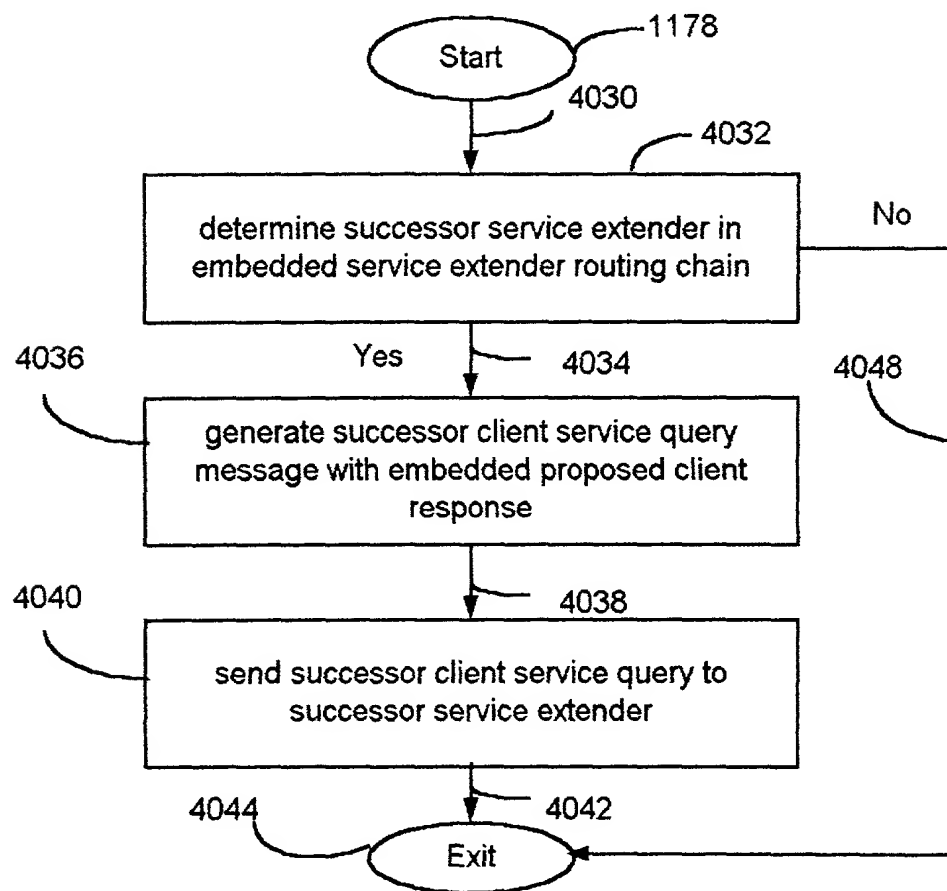 1178
Start
4030
4032
determine successor service extender in
embedded service extender routing chain
No
Yes
4034
4036
4048
generate successor client service query
message with embedded proposed client
response
4038
4040
send successor client service query to
successor service extender
4042
4044
Exit